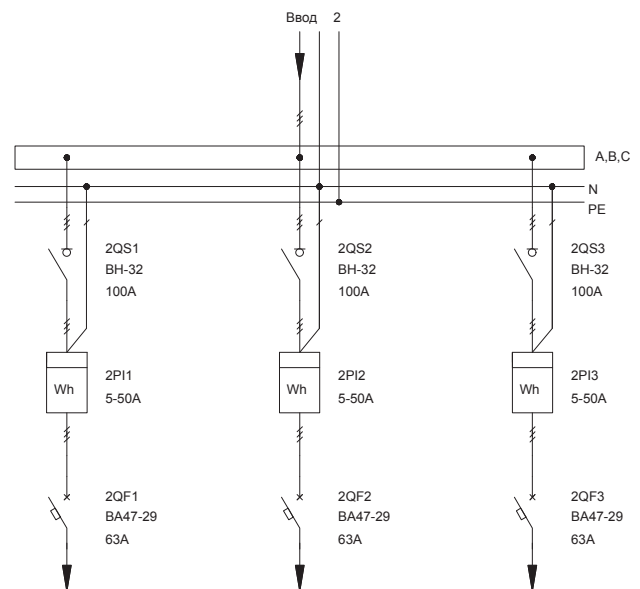 Ввод 2
A,B,C
N
PE
2QS1
ВН-32
100А
2QS2
ВН-32
100А
2QS3
ВН-32
100А
Wh
2PI1
5-50А
Wh
2PI2
5-50А
Wh
2PI3
5-50А
2QF1
ВА47-29
63А
2QF2
ВА47-29
63А
2QF3
ВА47-29
63А